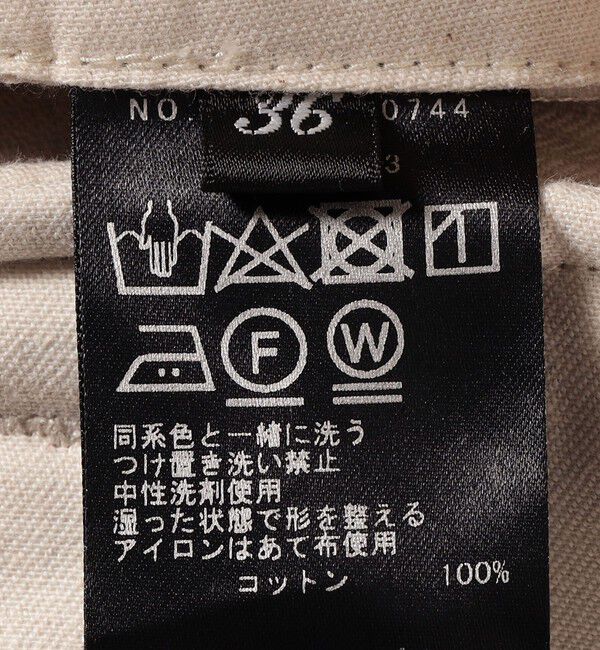 NO.
36
0744
3
F
W
同系色と一緒に洗う
つけ置き洗い禁止
中性洗剤使用
湿った状態で形を整える
アイロンはあて布使用
コットン 100%